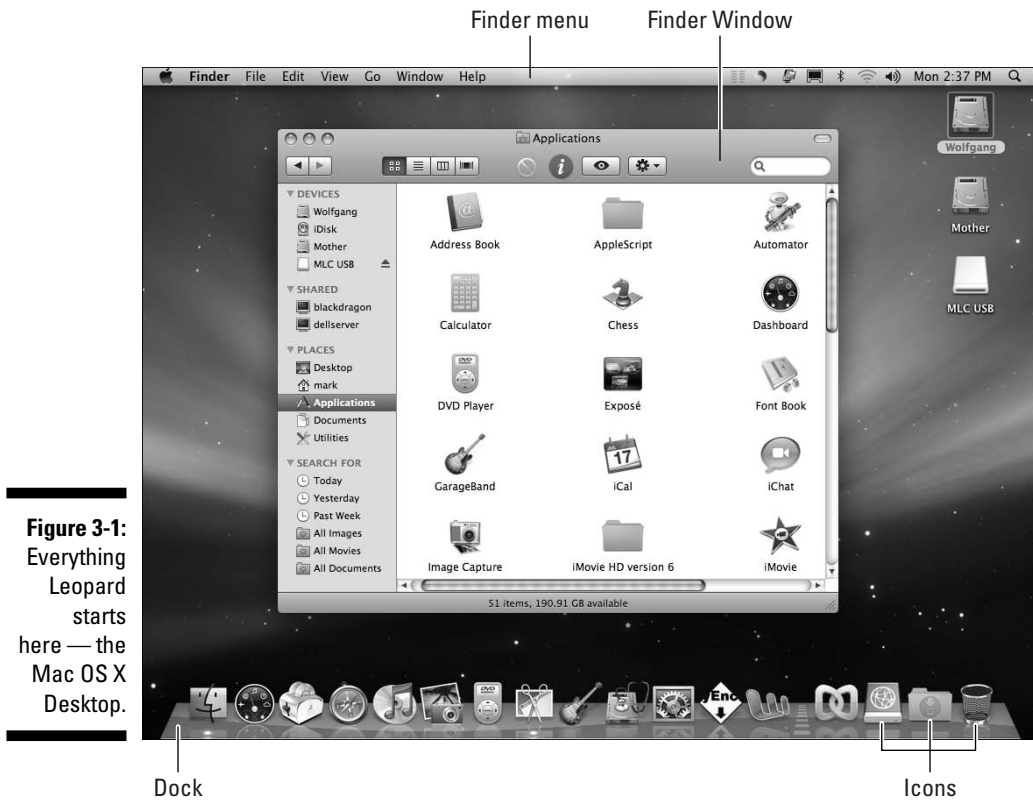 Finder menu
Finder Window
Finder File Edit View Go Window Help
Mon 2:37 PM
Applications
DEVICES
Wolfgang
iDisk
Mother
MLC USB
SHARED
blackdragon
dellserver
PLACES
Desktop
mark
Applications
Documents
Utilities
SEARCH FOR
Today
Yesterday
Past Week
All Images
All Movies
All Documents
Address Book
AppleScript
Automator
Calculator
Chess
Dashboard
DVD
DVD Player
Exposé
Font Book
GarageBand
17
iCal
iChat
Image Capture
iMovie HD version 6
iMovie
51 items, 190.91 GB available
Wolfgang
Mother
MLC USB
Figure 3-1:
Everything
Leopard
starts
here — the
Mac OS X
Desktop.
DVD
yEnc
Dock
Icons